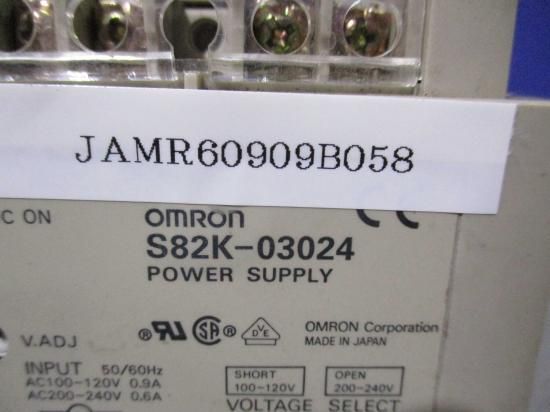 JAMR60909B058
C ON
OMRON
CE
S82K-03024
POWER SUPPLY
V.ADJ
OMRON Corporation
MADE IN JAPAN
INPUT 50/60Hz
AC100-120V 0.9A
AC200-240V 0.6A
SHORT
100-120V
OPEN
200-240V
VOLTAGE SELECT